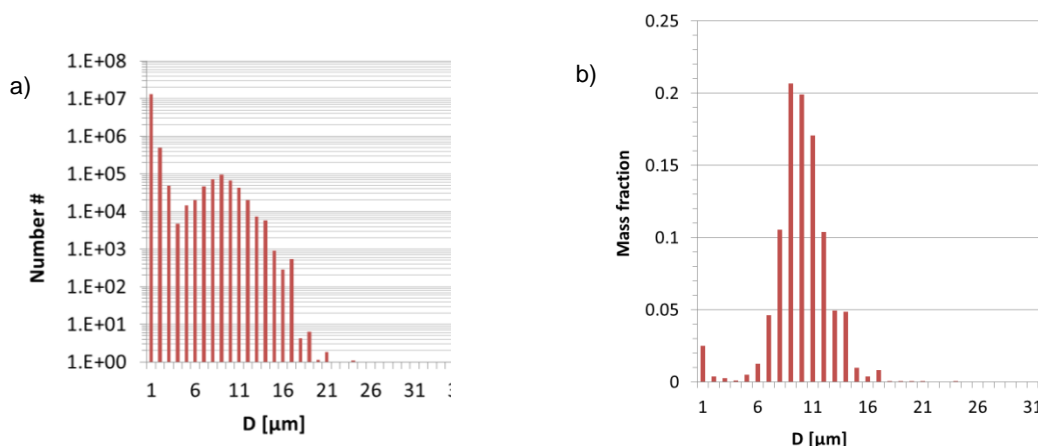 a)
Number #
1.E+08
1.E+07
1.E+06
1.E+05
1.E+04
1.E+03
1.E+02
1.E+01
1.E+00
1 6 11 16 21 26 31
D [µm]
b)
Mass fraction
0.25
0.2
0.15
0.1
0.05
0
1 6 11 16 21 26 31
D [µm]